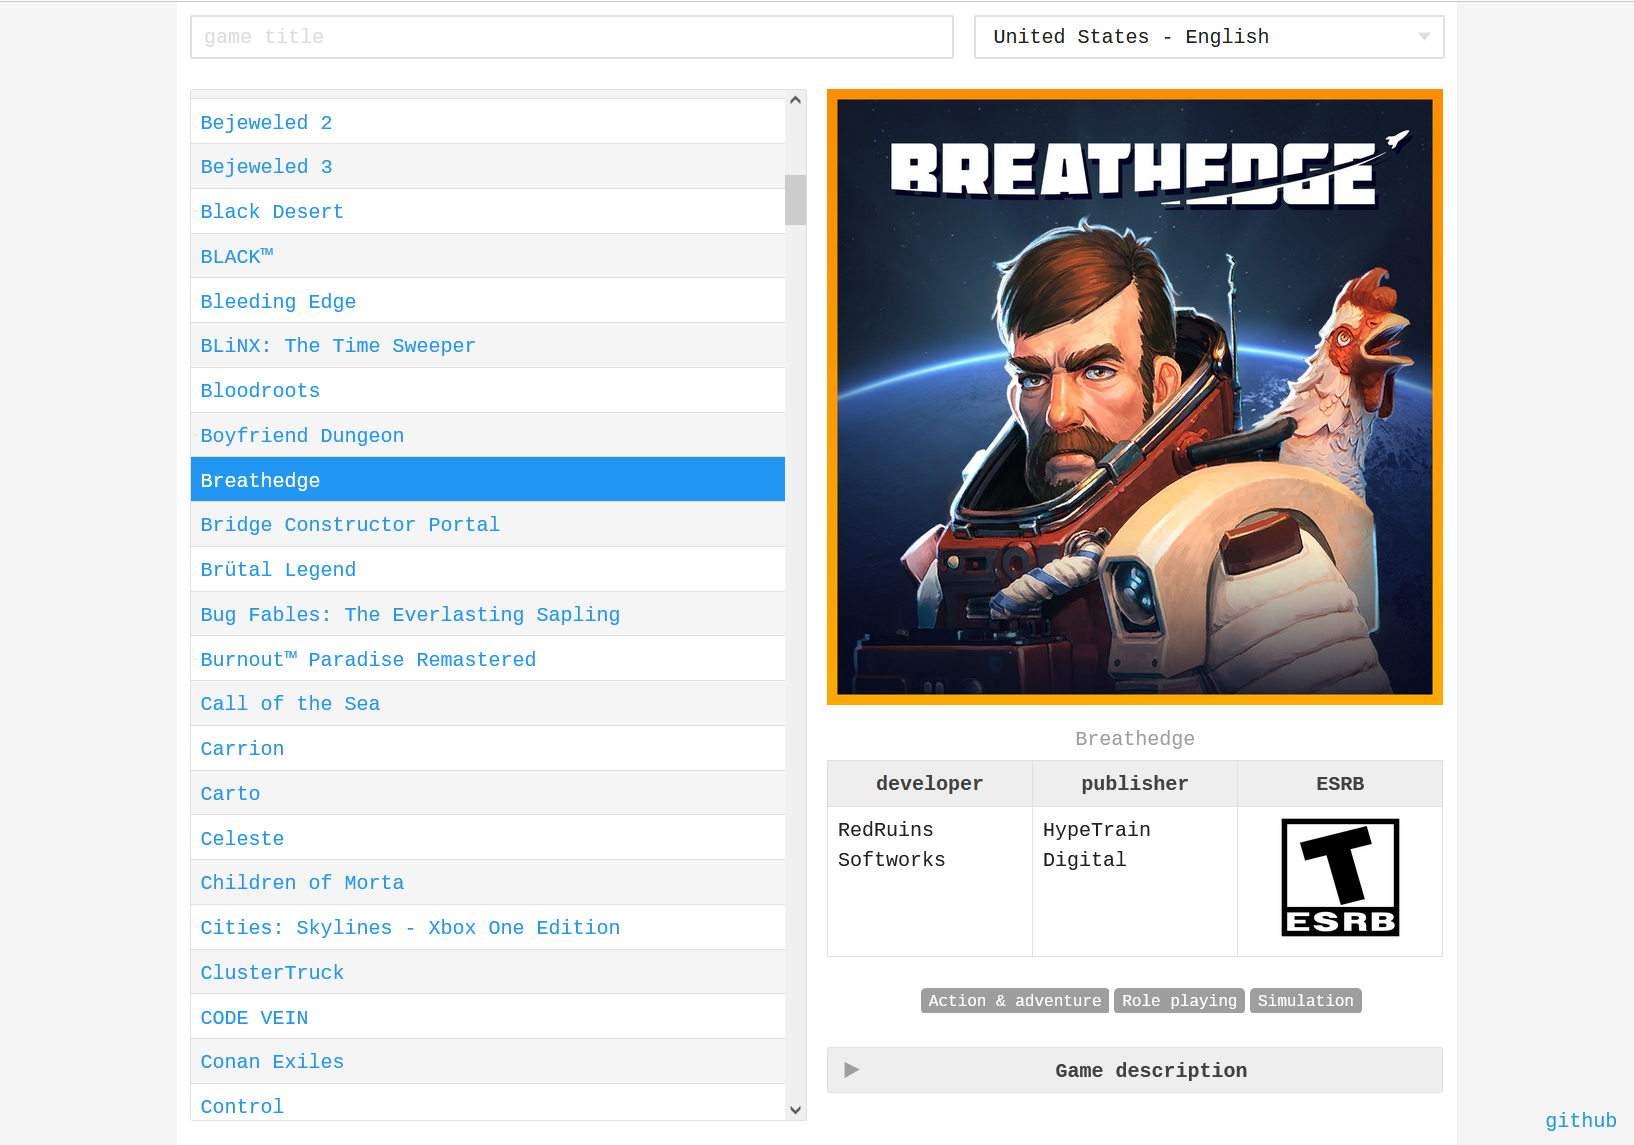 game title
United States - English
Bejeweled 2
Bejeweled 3
Black Desert
BLACK™
Bleeding Edge
BLiNX: The Time Sweeper
Bloodroots
Boyfriend Dungeon
Breathedge
Bridge Constructor Portal
Brütal Legend
Bug Fables: The Everlasting Sapling
Burnout™ Paradise Remastered
Call of the Sea
Carrion
Carto
Celeste
Children of Morta
Cities: Skylines - Xbox One Edition
ClusterTruck
CODE VEIN
Conan Exiles
Control
BREATHEDGE
Breathedge
developer publisher ESRB
RedRuins HypeTrain
Softworks Digital
T
ESRB
Action & adventure Role playing Simulation
Game description
github